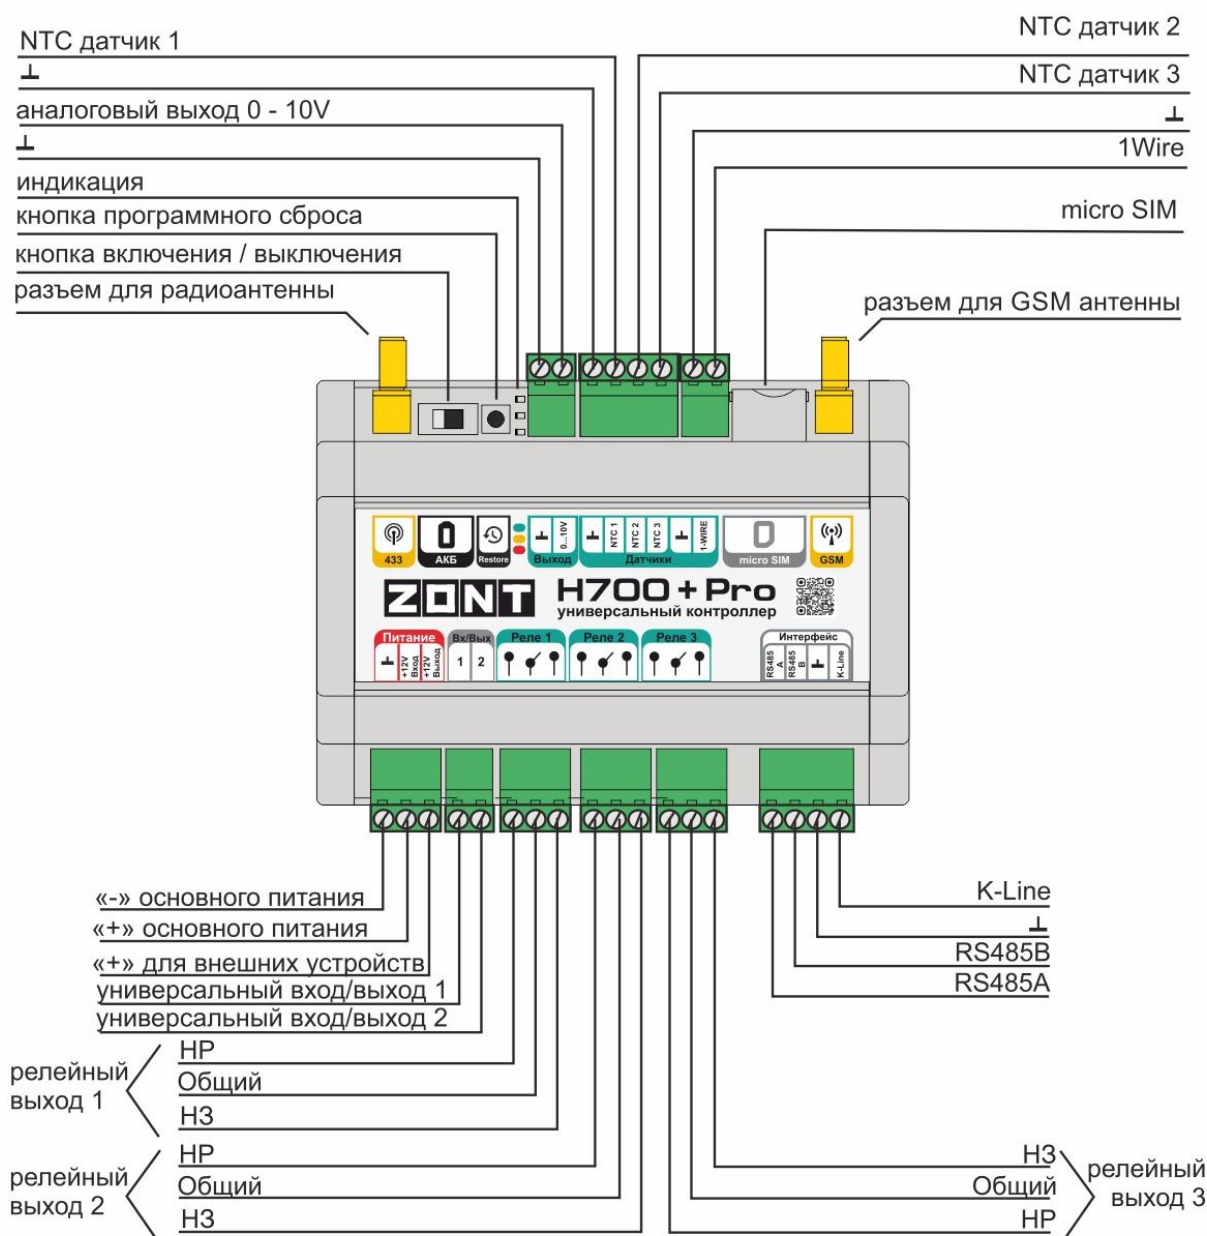 NTC датчик 1
⊥
аналоговый выход 0 - 10V
⊥
индикация
кнопка программного сброса
кнопка включения / выключения
разъем для радиоантенны
NTC датчик 2
NTC датчик 3
⊥
1Wire
micro SIM
разъем для GSM антенны
433
АКБ
Restore
⊥
0...10V
Выход
⊥
NTC 1
NTC 2
NTC 3
⊥
1-WIRE
Датчики
micro SIM
GSM
ZONT H700+Pro
универсальный контроллер
Питание
⊥
+12V Вход
+12V Выход
Вх/Вых
1 2
Реле 1
Реле 2
Реле 3
Интерфейс
RS485 A
RS485 B
⊥
K-Line
«-» основного питания
«+» основного питания
«+» для внешних устройств
универсальный вход/выход 1
универсальный вход/выход 2
релейный
выход 1
НР
Общий
НЗ
релейный
выход 2
НР
Общий
НЗ
K-Line
⊥
RS485B
RS485A
НЗ
Общий
НР
релейный
выход 3